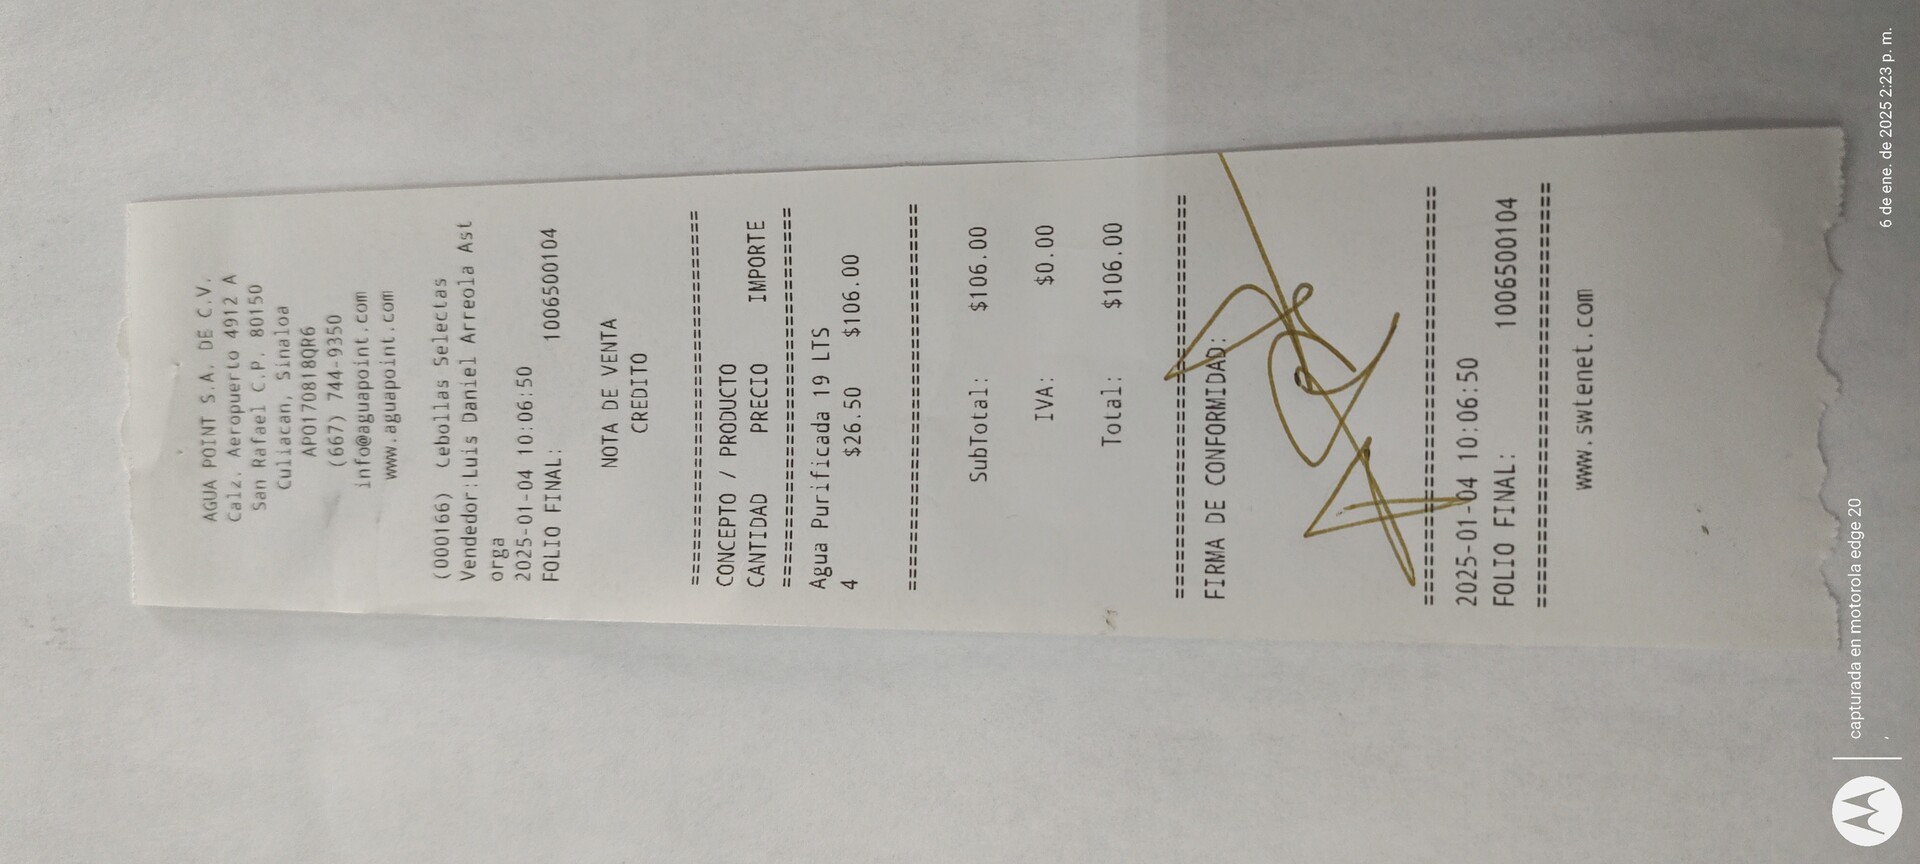 AGUA POINT S.A. DE C.V.
Calz. Aeropuerto 4912 A
San Rafael C.P. 80150
Culiacan, Sinaloa
APO170818QR6
(667) 744-9350
info@aguapoint.com
www.aguapoint.com
(000166) Cebollas Selectas
Vendedor:Luis Daniel Arreola Ast
orga
2025-01-04 10:06:50
FOLIO FINAL: 1006500104
NOTA DE VENTA
CREDITO
================================
CONCEPTO / PRODUCTO
CANTIDAD PRECIO IMPORTE
================================
Agua Purificada 19 LTS
4 $26.50 $106.00
================================
SubTotal: $106.00
IVA: $0.00
Total: $106.00
================================
FIRMA DE CONFORMIDAD:
================================
2025-01-04 10:06:50
FOLIO FINAL: 1006500104
================================
www.swtenet.com
capturada en motorola edge 20
6 de ene. de 2025 2:23 p. m.